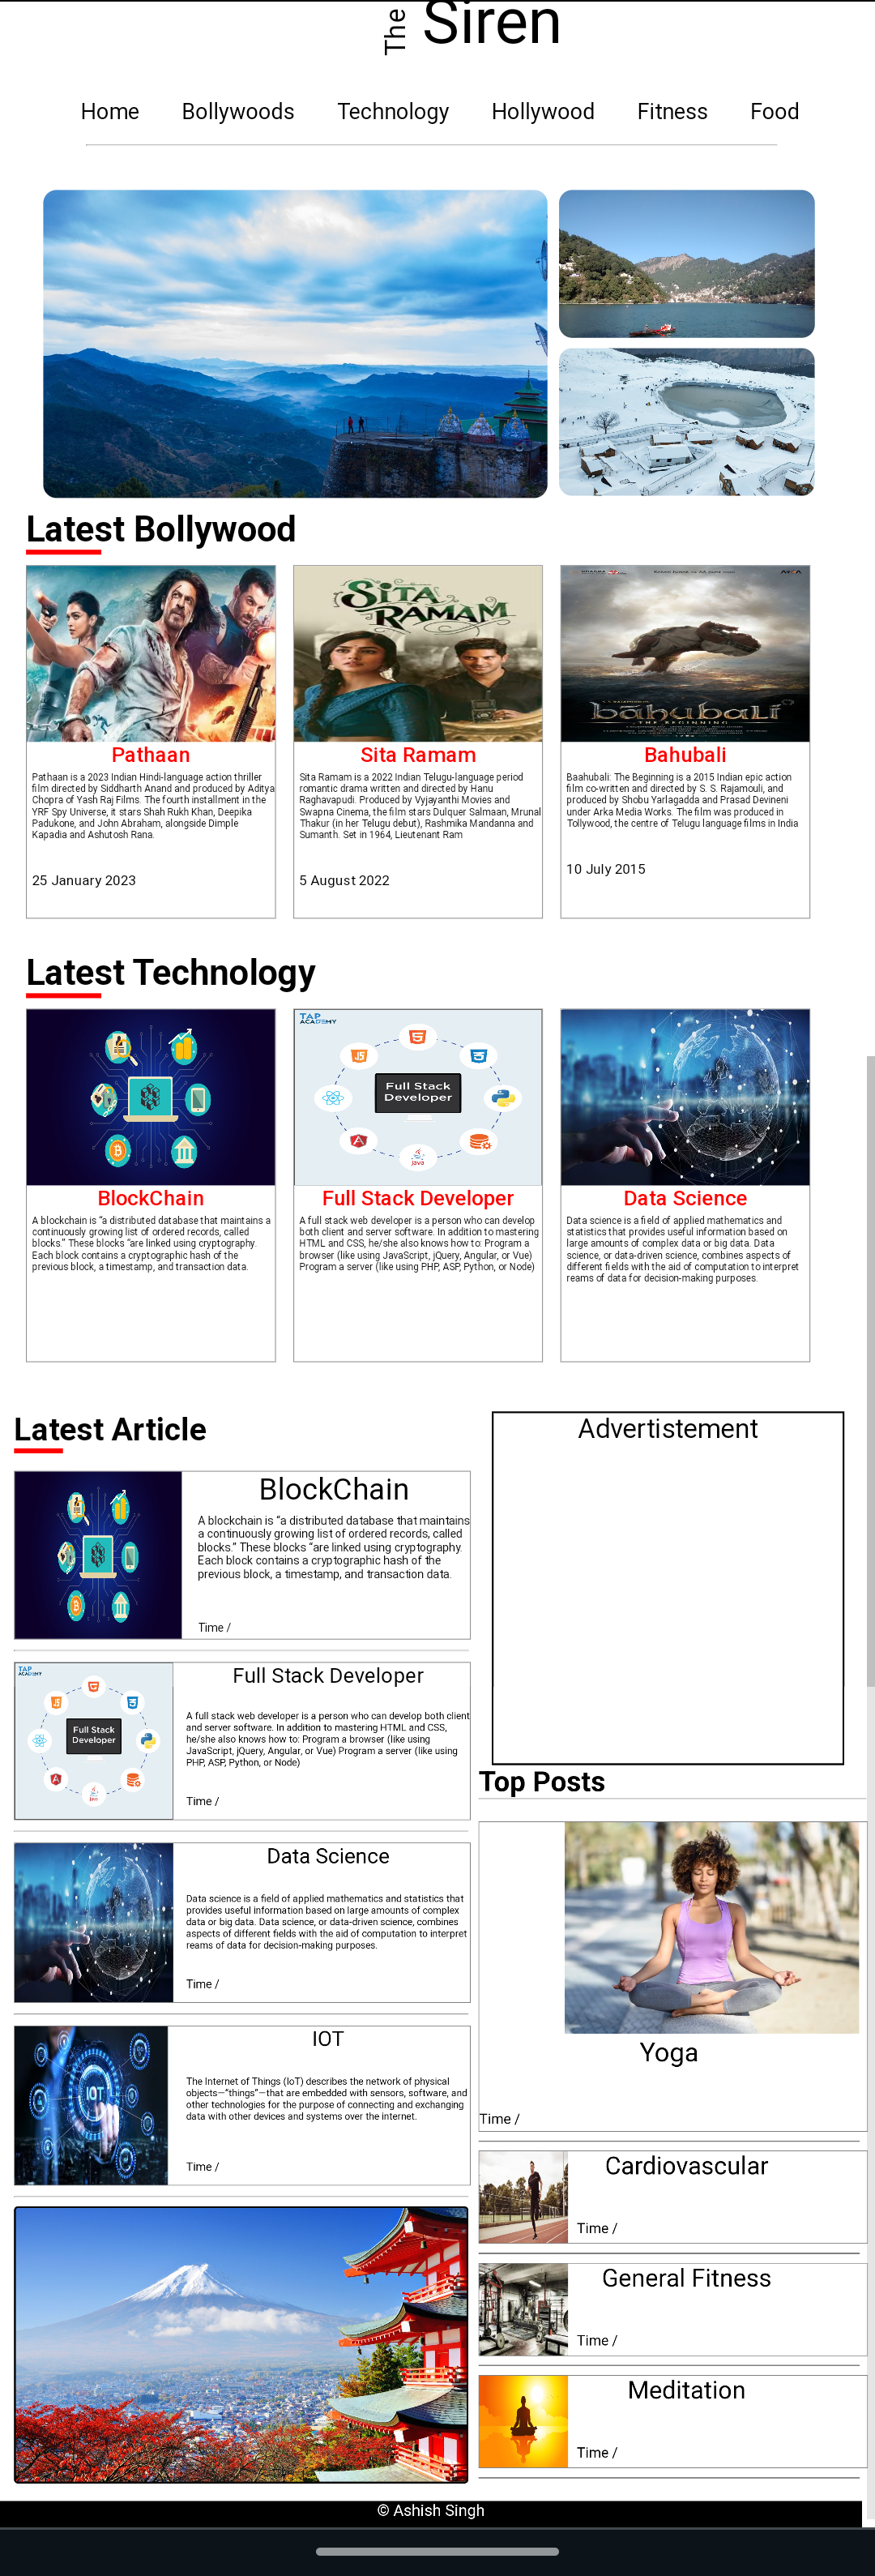 The Siren
Home Bollywoods Technology Hollywood Fitness Food
Latest Bollywood
SiTA
RAMAM
bāhubali
THE BEGINNING
Pathaan
Pathaan is a 2023 Indian Hindi-language action thriller
film directed by Siddharth Anand and produced by Aditya
Chopra of Yash Raj Films. The fourth installment in the
YRF Spy Universe, it stars Shah Rukh Khan, Deepika
Padukone, and John Abraham, alongside Dimple
Kapadia and Ashutosh Rana.
25 January 2023
Sita Ramam
Sita Ramam is a 2022 Indian Telugu-language period
romantic drama written and directed by Hanu
Raghavapudi. Produced by Vyjayanthi Movies and
Swapna Cinema, the film stars Dulquer Salmaan, Mrunal
Thakur (in her Telugu debut), Rashmika Mandanna and
Sumanth. Set in 1964, Lieutenant Ram
5 August 2022
Bahubali
Baahubali: The Beginning is a 2015 Indian epic action
film co-written and directed by S. S. Rajamouli, and
produced by Shobu Yarlagadda and Prasad Devineni
under Arka Media Works. The film was produced in
Tollywood, the centre of Telugu language films in India
10 July 2015
Latest Technology
TAP
ACADEMY
Full Stack
Developer
Java
BlockChain
A blockchain is “a distributed database that maintains a
continuously growing list of ordered records, called
blocks.” These blocks “are linked using cryptography.
Each block contains a cryptographic hash of the
previous block, a timestamp, and transaction data.
Full Stack Developer
A full stack web developer is a person who can develop
both client and server software. In addition to mastering
HTML and CSS, he/she also knows how to: Program a
browser (like using JavaScript, jQuery, Angular, or Vue)
Program a server (like using PHP, ASP, Python, or Node)
Data Science
Data science is a field of applied mathematics and
statistics that provides useful information based on
large amounts of complex data or big data. Data
science, or data-driven science, combines aspects of
different fields with the aid of computation to interpret
reams of data for decision-making purposes.
Latest Article
BlockChain
A blockchain is “a distributed database that maintains
a continuously growing list of ordered records, called
blocks.” These blocks “are linked using cryptography.
Each block contains a cryptographic hash of the
previous block, a timestamp, and transaction data.
Time /
TAP
ACADEMY
Full Stack
Developer
Full Stack Developer
A full stack web developer is a person who can develop both client
and server software. In addition to mastering HTML and CSS,
he/she also knows how to: Program a browser (like using
JavaScript, jQuery, Angular, or Vue) Program a server (like using
PHP, ASP, Python, or Node)
Time /
Data Science
Data science is a field of applied mathematics and statistics that
provides useful information based on large amounts of complex
data or big data. Data science, or data-driven science, combines
aspects of different fields with the aid of computation to interpret
reams of data for decision-making purposes.
Time /
IOT
IOT
The Internet of Things (IoT) describes the network of physical
objects—“things”—that are embedded with sensors, software, and
other technologies for the purpose of connecting and exchanging
data with other devices and systems over the internet.
Time /
Advertistement
Top Posts
Yoga
Time /
Cardiovascular
Time /
General Fitness
Time /
Meditation
Time /
© Ashish Singh